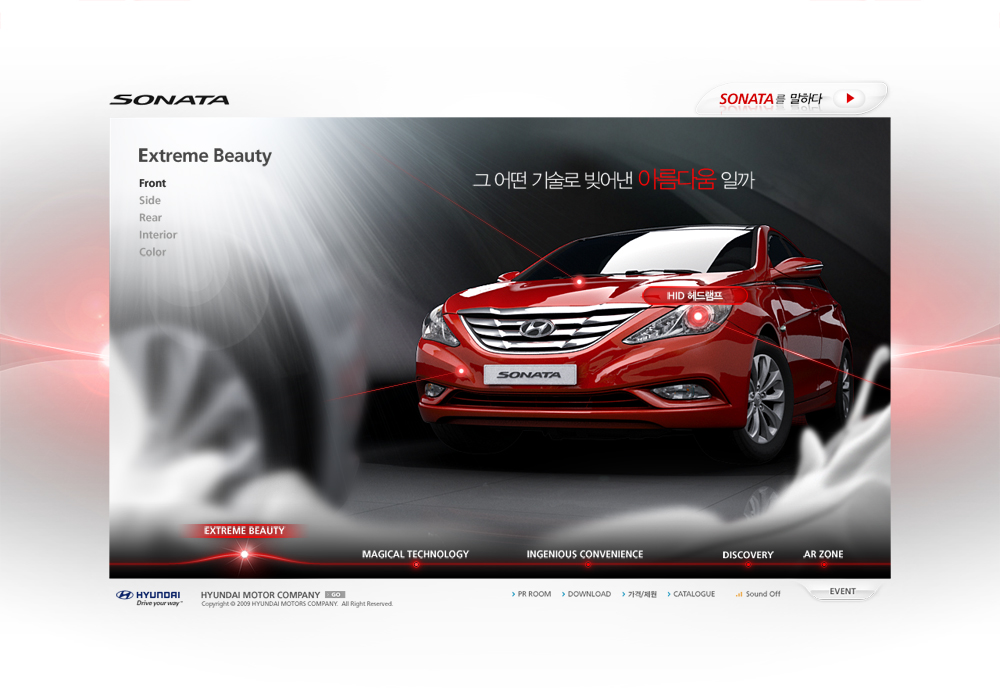 SONATA
SONATA를 말하다
Extreme Beauty
Front
Side
Rear
Interior
Color
그 어떤 기술로 빚어낸 아름다움 일까
HID 헤드램프
SONATA
EXTREME BEAUTY
MAGICAL TECHNOLOGY
INGENIOUS CONVENIENCE
DISCOVERY
AR ZONE
HYUNDAI
Drive your way™
HYUNDAI MOTOR COMPANY GO
Copyright © 2009 HYUNDAI MOTORS COMPANY. All Right Reserved.
PR ROOM
DOWNLOAD
가격/제원
CATALOGUE
Sound Off
EVENT